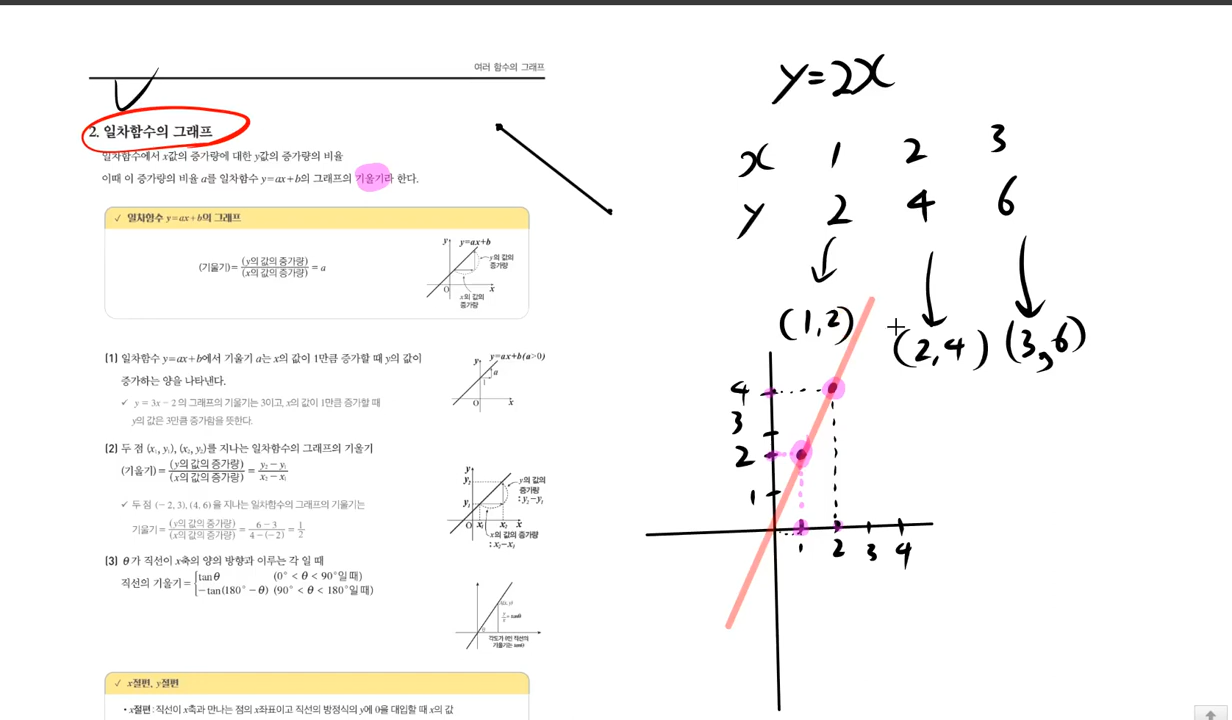 여러 함수의 그래프
2. 일차함수의 그래프
일차함수에서 x값의 증가량에 대한 y값의 증가량의 비율
이때 이 증가량의 비율 a를 일차함수 y=ax+b의 그래프의 기울기라 한다.
✓ 일차함수 y=ax+b의 그래프
(기울기)= (y의 값의 증가량)/(x의 값의 증가량) = a
y y=ax+b
y의 값의
증가량
O x
x의 값의
증가량
[1] 일차함수 y=ax+b에서 기울기 a는 x의 값이 1만큼 증가할 때 y의 값이
증가하는 양을 나타낸다.
✓ y = 3x - 2 의 그래프의 기울기는 3이고, x의 값이 1만큼 증가할 때
y의 값은 3만큼 증가함을 뜻한다.
y y=ax+b(a>0)
a
1
O x
[2] 두 점 (x₁, y₁), (x₂, y₂)를 지나는 일차함수의 그래프의 기울기
(기울기)= (y의 값의 증가량)/(x의 값의 증가량) = y₂-y₁/x₂-x₁
✓ 두 점 (-2, 3), (4, 6)을 지나는 일차함수의 그래프의 기울기는
기울기= (y의 값의 증가량)/(x의 값의 증가량) = 6-3/4-(-2) = 1/2
y
y₂
y의 값의
증가량
: y₂-y₁
y₁
O x₁ x₂ x
x의 값의 증가량
: x₂-x₁
[3] θ가 직선이 x축의 양의 방향과 이루는 각 일 때
직선의 기울기 = { tan θ (0° < θ < 90°일 때)
-tan(180° - θ) (90° < θ < 180°일 때)
각도가 θ인 직선의
기울기는 tanθ
✓ x절편, y절편
• x절편: 직선이 x축과 만나는 점의 x좌표이고 직선의 방정식의 y에 0을 대입할 때 x의 값
y=2x
x 1 2 3
y 2 4 6
(1,2) (2,4) (3,6)
4
3
2
1
1 2 3 4